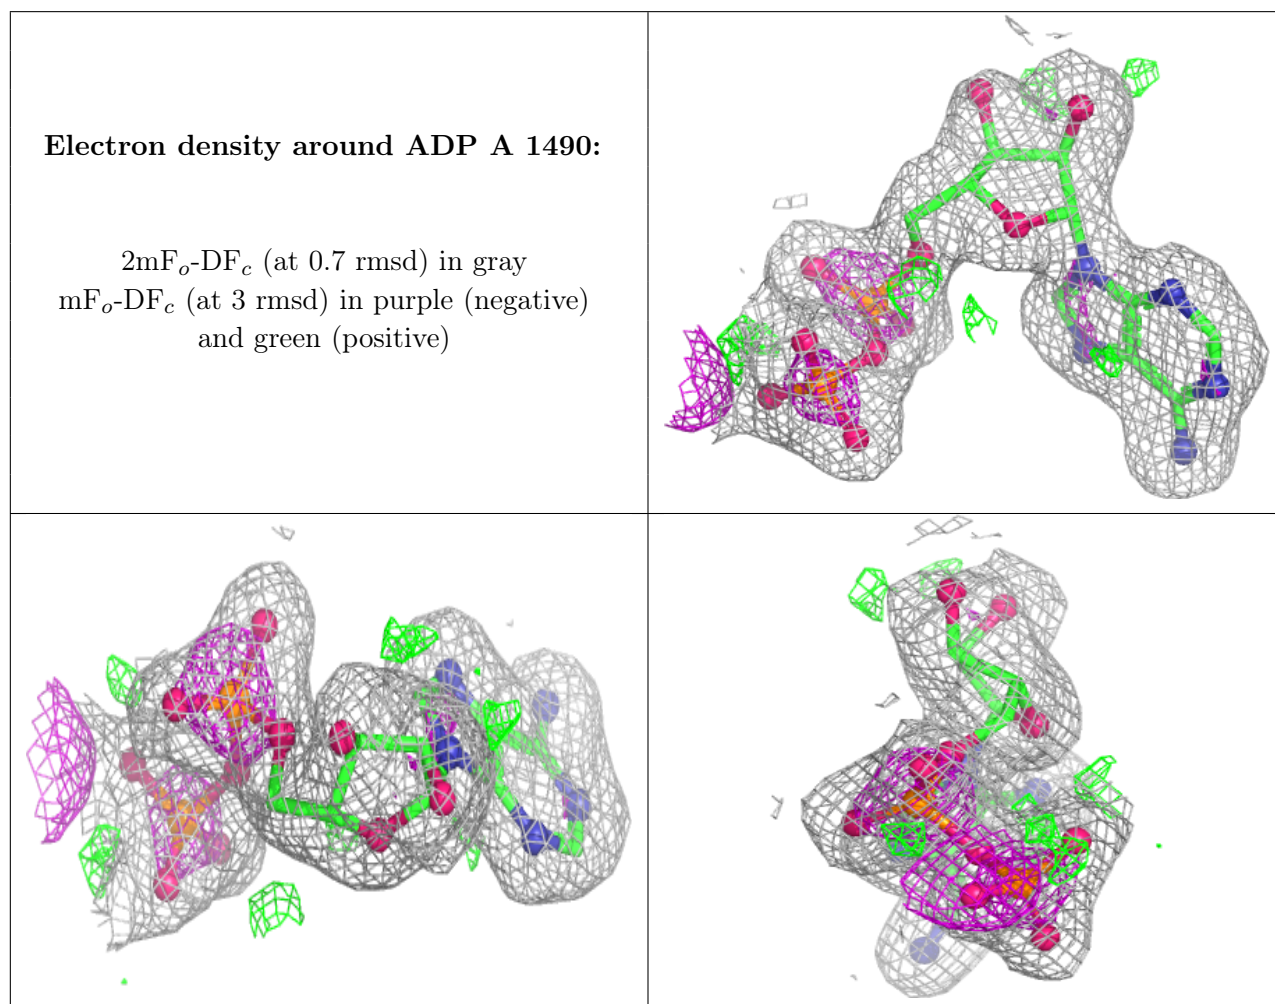 Electron density around ADP A 1490:
2mFo-DFc (at 0.7 rmsd) in gray
mFo-DFc (at 3 rmsd) in purple (negative)
and green (positive)